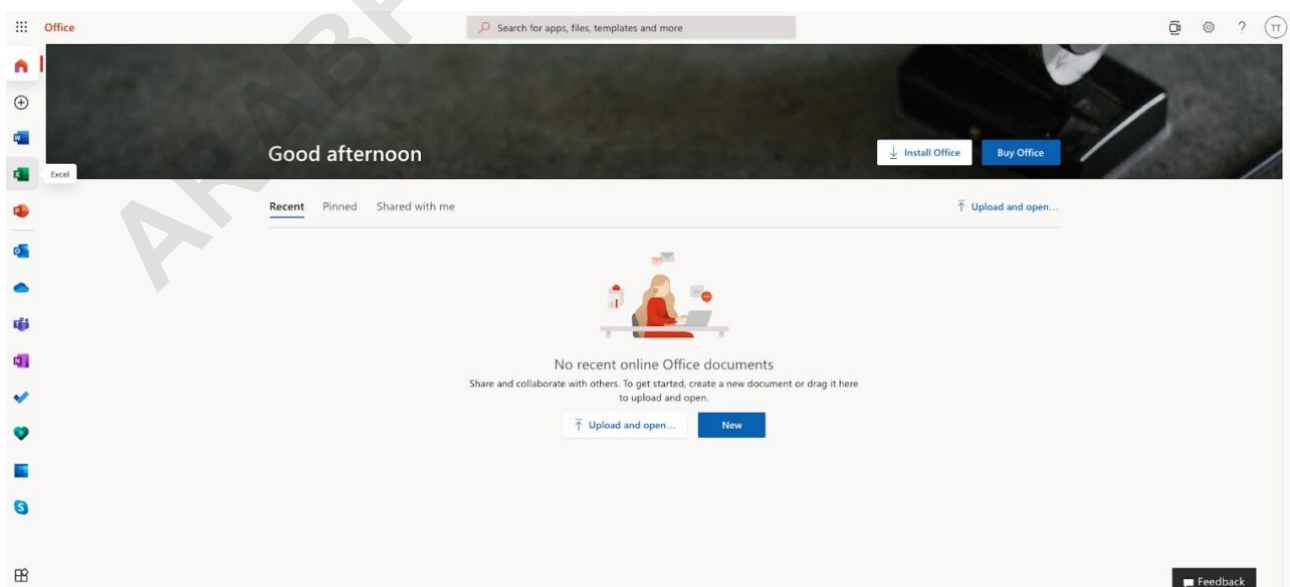 Office
Search for apps, files, templates and more
?
TT
Good afternoon
Install Office
Buy Office
Excel
Recent
Pinned
Shared with me
Upload and open...
No recent online Office documents
Share and collaborate with others. To get started, create a new document or drag it here
to upload and open.
Upload and open...
New
Feedback